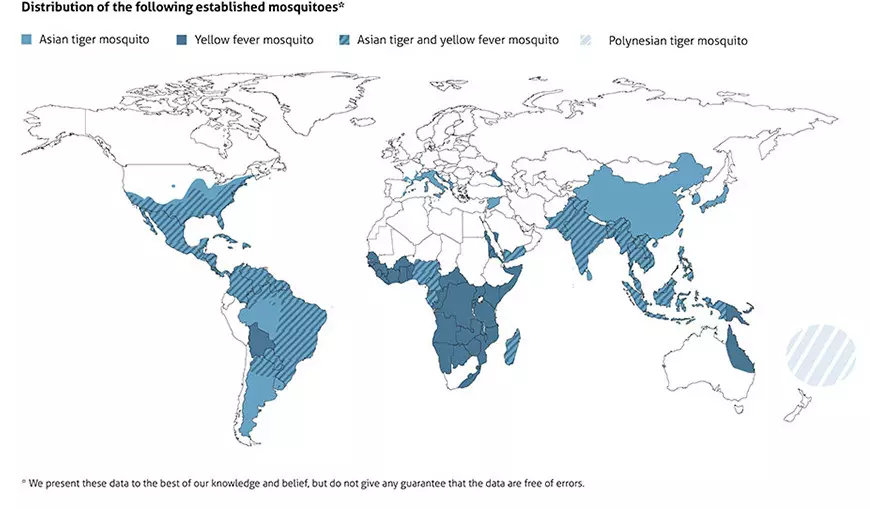 Distribution of the following established mosquitoes*
Asian tiger mosquito Yellow fever mosquito Asian tiger and yellow fever mosquito Polynesian tiger mosquito
* We present these data to the best of our knowledge and belief, but do not give any guarantee that the data are free of errors.